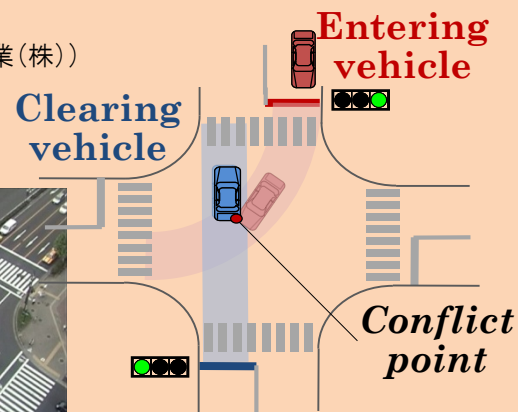 業(株))
Entering
vehicle
Clearing
vehicle
Conflict
point